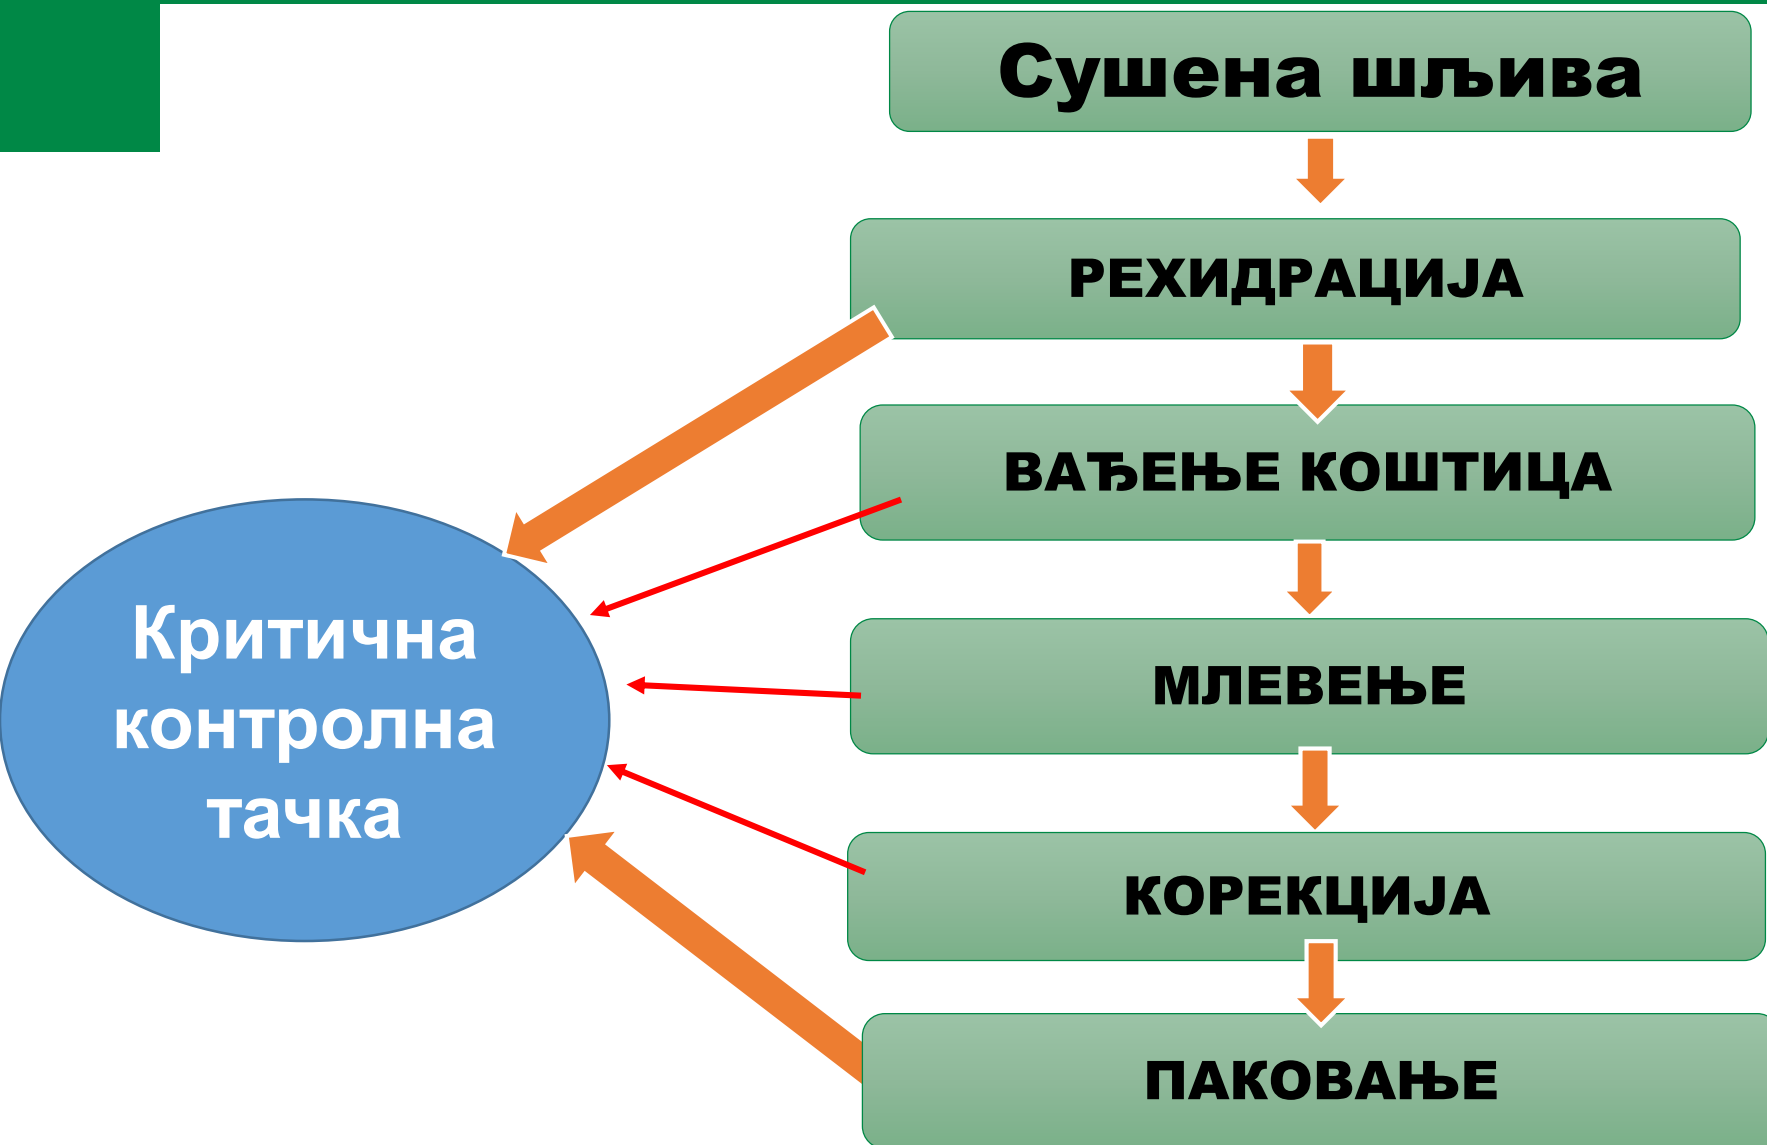 Сушена шљива
РЕХИДРАЦИЈА
ВАЂЕЊЕ КОШТИЦА
МЛЕВЕЊЕ
КОРЕКЦИЈА
ПАКОВАЊЕ
Критична
контролна
тачка